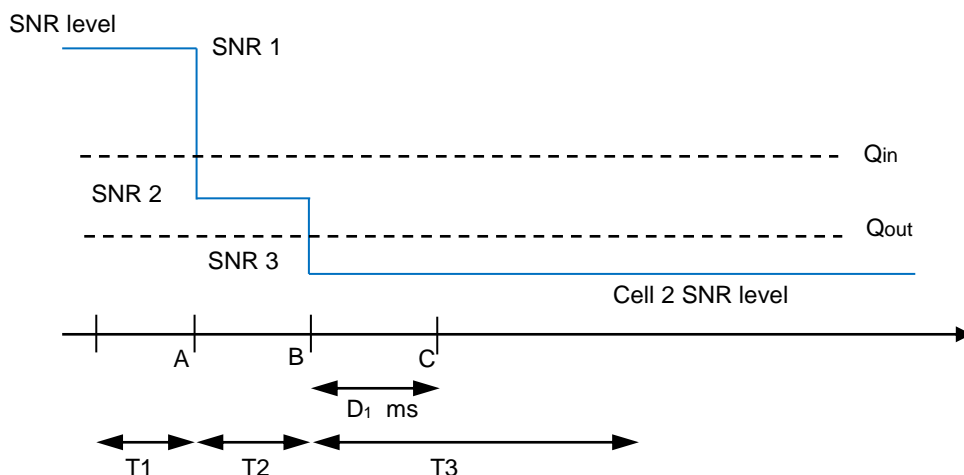 SNR level
SNR 1
Qin
SNR 2
Qout
SNR 3
Cell 2 SNR level
A
B
C
D1 ms
T1
T2
T3